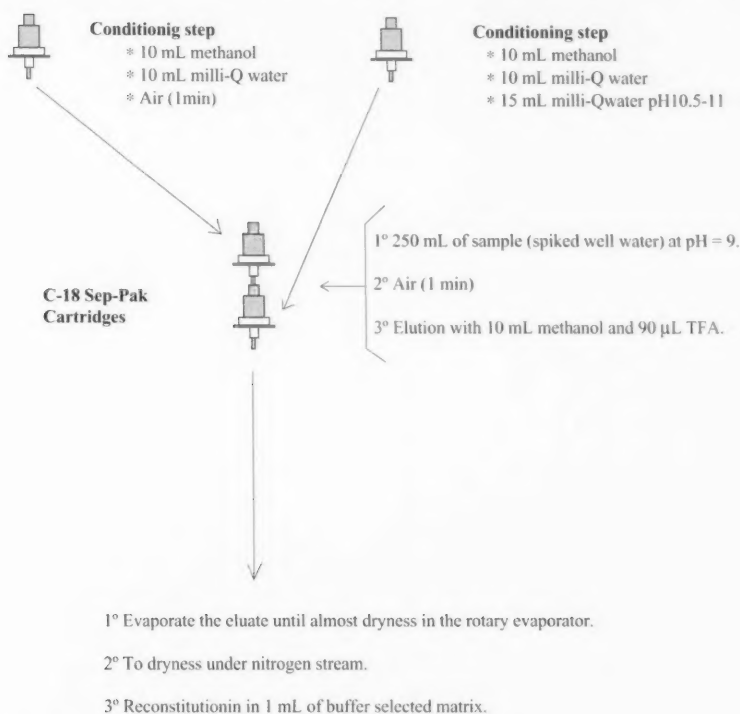 Conditionig step
* 10 mL methanol
* 10 mL milli-Q water
* Air (1min)
Conditioning step
* 10 mL methanol
* 10 mL milli-Q water
* 15 mL milli-Qwater pH10.5-11
C-18 Sep-Pak
Cartridges
1º 250 mL of sample (spiked well water) at pH = 9.
2º Air (1 min)
3º Elution with 10 mL methanol and 90 µL TFA.
1º Evaporate the eluate until almost dryness in the rotary evaporator.
2º To dryness under nitrogen stream.
3º Reconstitutionin in 1 mL of buffer selected matrix.